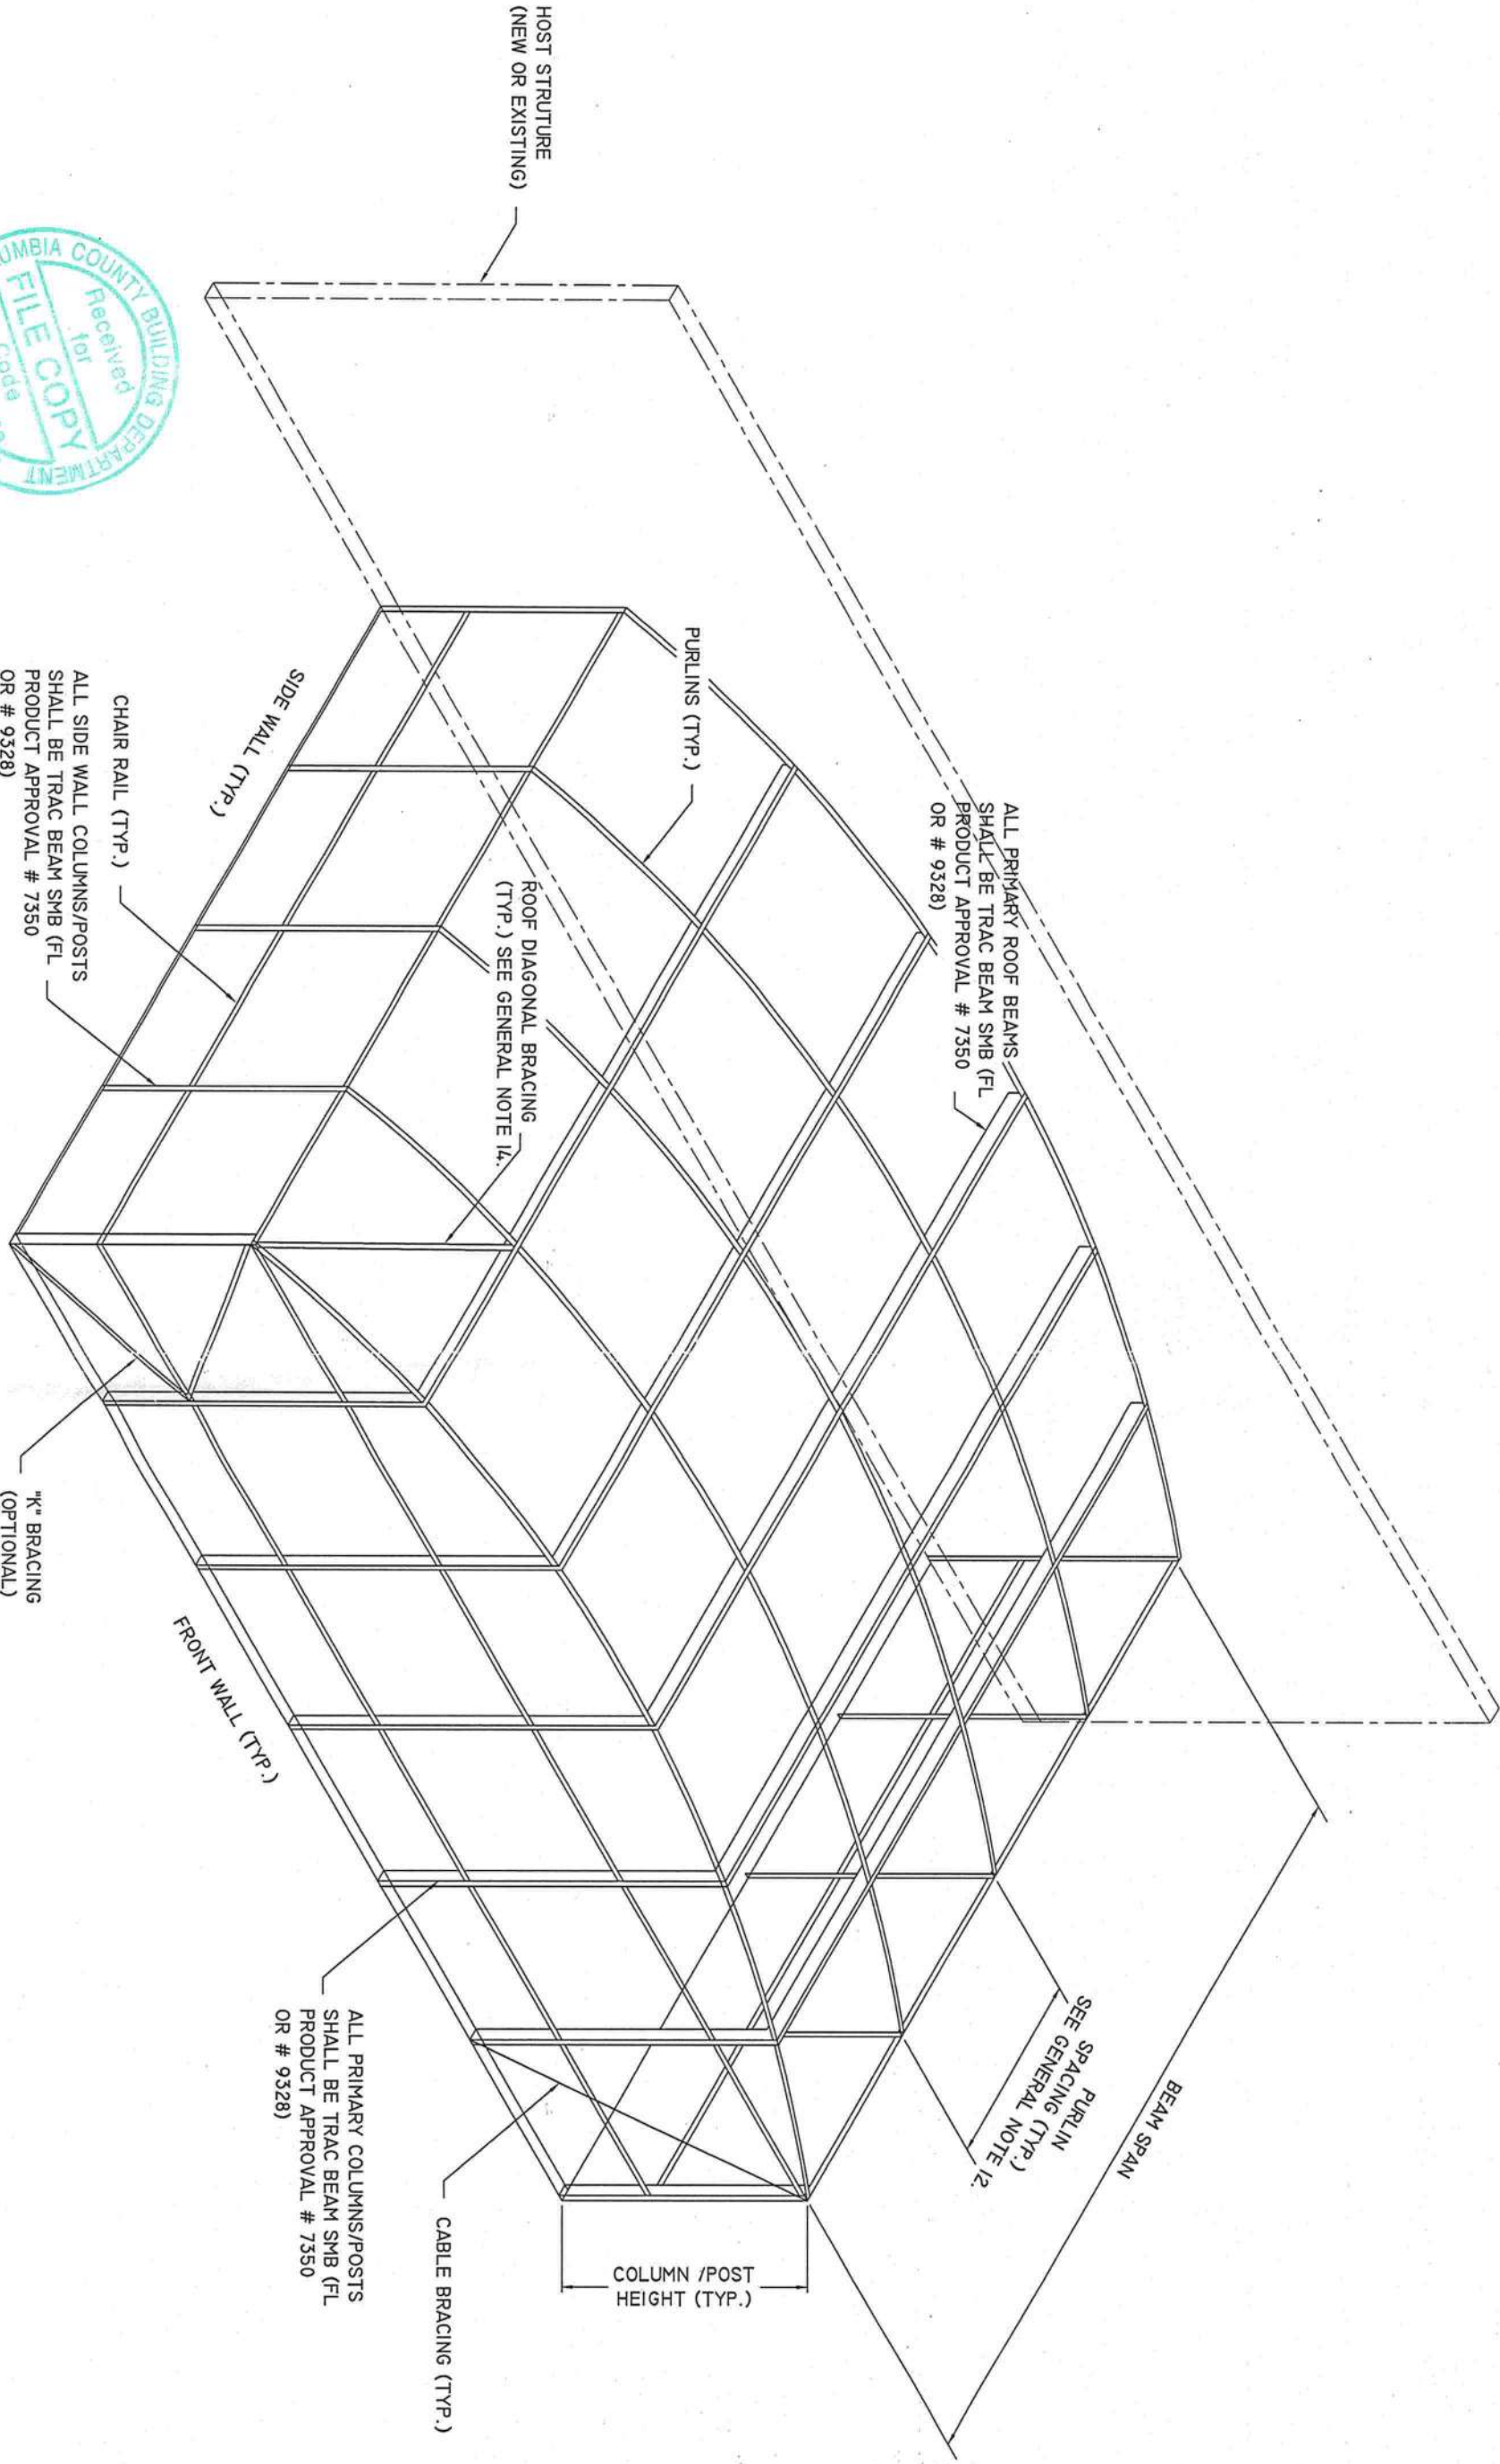 HOST STRUTURE
(NEW OR EXISTING)
PURLINS (TYP.)
ALL PRIMARY ROOF BEAMS
SHALL BE TRAC BEAM SMB (FL
PRODUCT APPROVAL # 7350
OR # 9328)
ROOF DIAGONAL BRACING
(TYP.) SEE GENERAL NOTE 14.
SIDE WALL (TYP.)
CHAIR RAIL (TYP.)
ALL SIDE WALL COLUMNS/POSTS
SHALL BE TRAC BEAM SMB (FL
PRODUCT APPROVAL # 7350
OR # 9328)
"K" BRACING
(OPTIONAL)
FRONT WALL (TYP.)
ALL PRIMARY COLUMNS/POSTS
SHALL BE TRAC BEAM SMB (FL
PRODUCT APPROVAL # 7350
OR # 9328)
CABLE BRACING (TYP.)
COLUMN /POST
HEIGHT (TYP.)
PURLIN
SPACING (TYP.)
SEE GENERAL NOTE 12.
BEAM SPAN
COUNTY BUILDING DEPARTMENT
Received
for
FILE COPY
Code